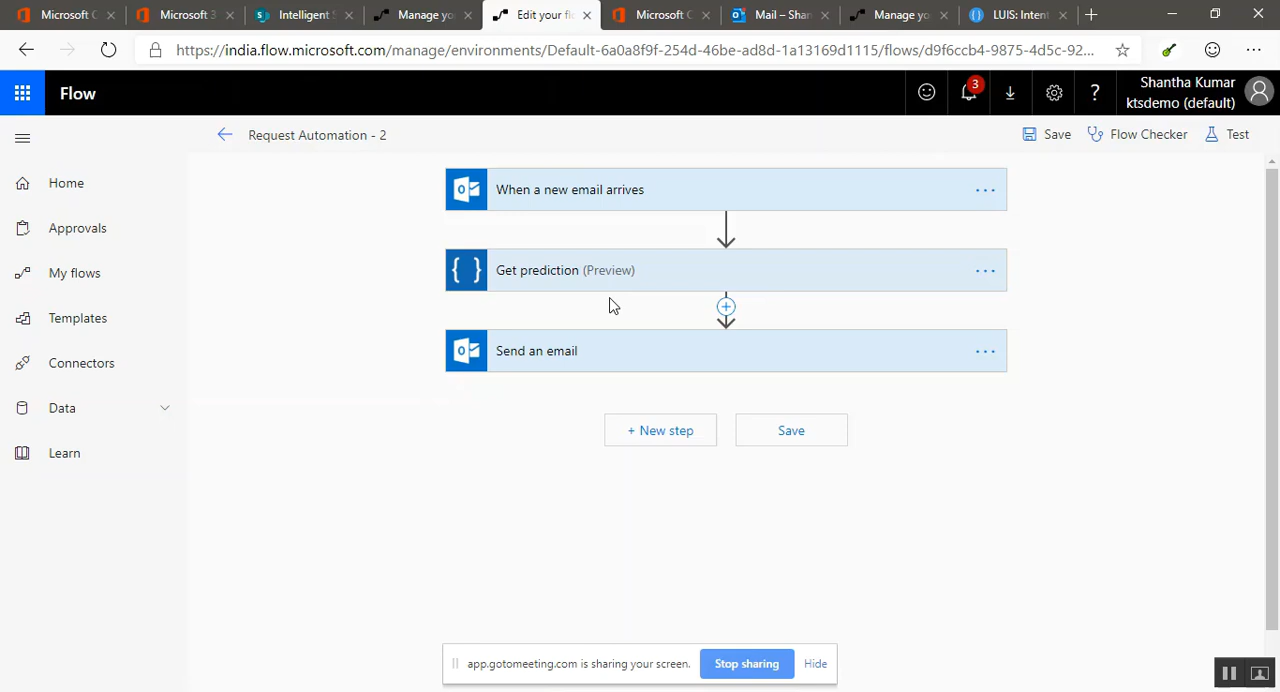 Microsoft C
Microsoft 3
Intelligent S
Manage yo
Edit your fl
Microsoft C
Mail – Shan
Manage yo
LUIS: Intent
https://india.flow.microsoft.com/manage/environments/Default-6a0a8f9f-254d-46be-ad8d-1a13169d1115/flows/d9f6ccb4-9875-4d5c-92...
Flow
3
?
Shantha Kumar
ktsdemo (default)
Request Automation - 2
Save
Flow Checker
Test
Home
Approvals
My flows
Templates
Connectors
Data
Learn
When a new email arrives
Get prediction (Preview)
Send an email
+ New step
Save
app.gotomeeting.com is sharing your screen.
Stop sharing
Hide